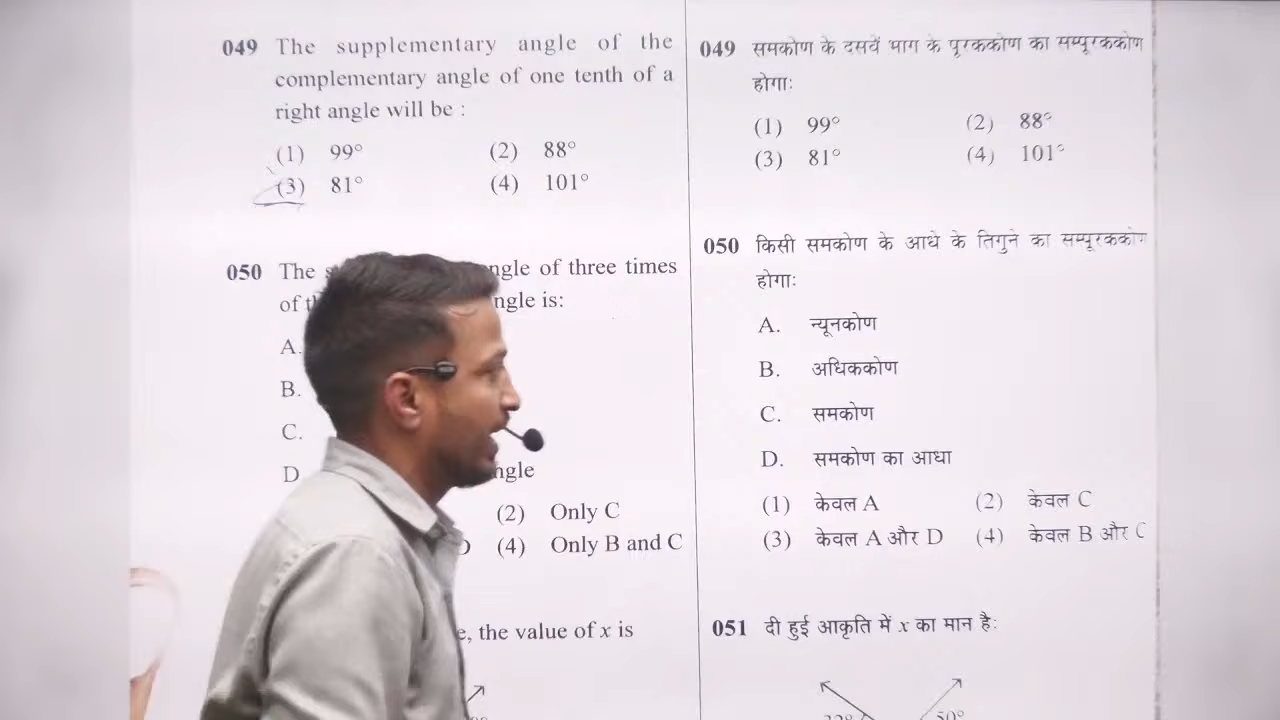 049 The supplementary angle of the
complementary angle of one tenth of a
right angle will be :
(1) 99° (2) 88°
(3) 81° (4) 101°
050 The ngle of three times
of t ngle is:
A.
B.
C.
D ngle
(2) Only C
(4) Only B and C
e, the value of x is
049 समकोण के दसवें भाग के पूरककोण का सम्पूरककोण
होगाः
(1) 99° (2) 88°
(3) 81° (4) 101°
050 किसी समकोण के आधे के तिगुने का सम्पूरककोण
होगाः
A. न्यूनकोण
B. अधिककोण
C. समकोण
D. समकोण का आधा
(1) केवल A (2) केवल C
(3) केवल A और D (4) केवल B और C
051 दी हुई आकृति में x का मान हैः
50°